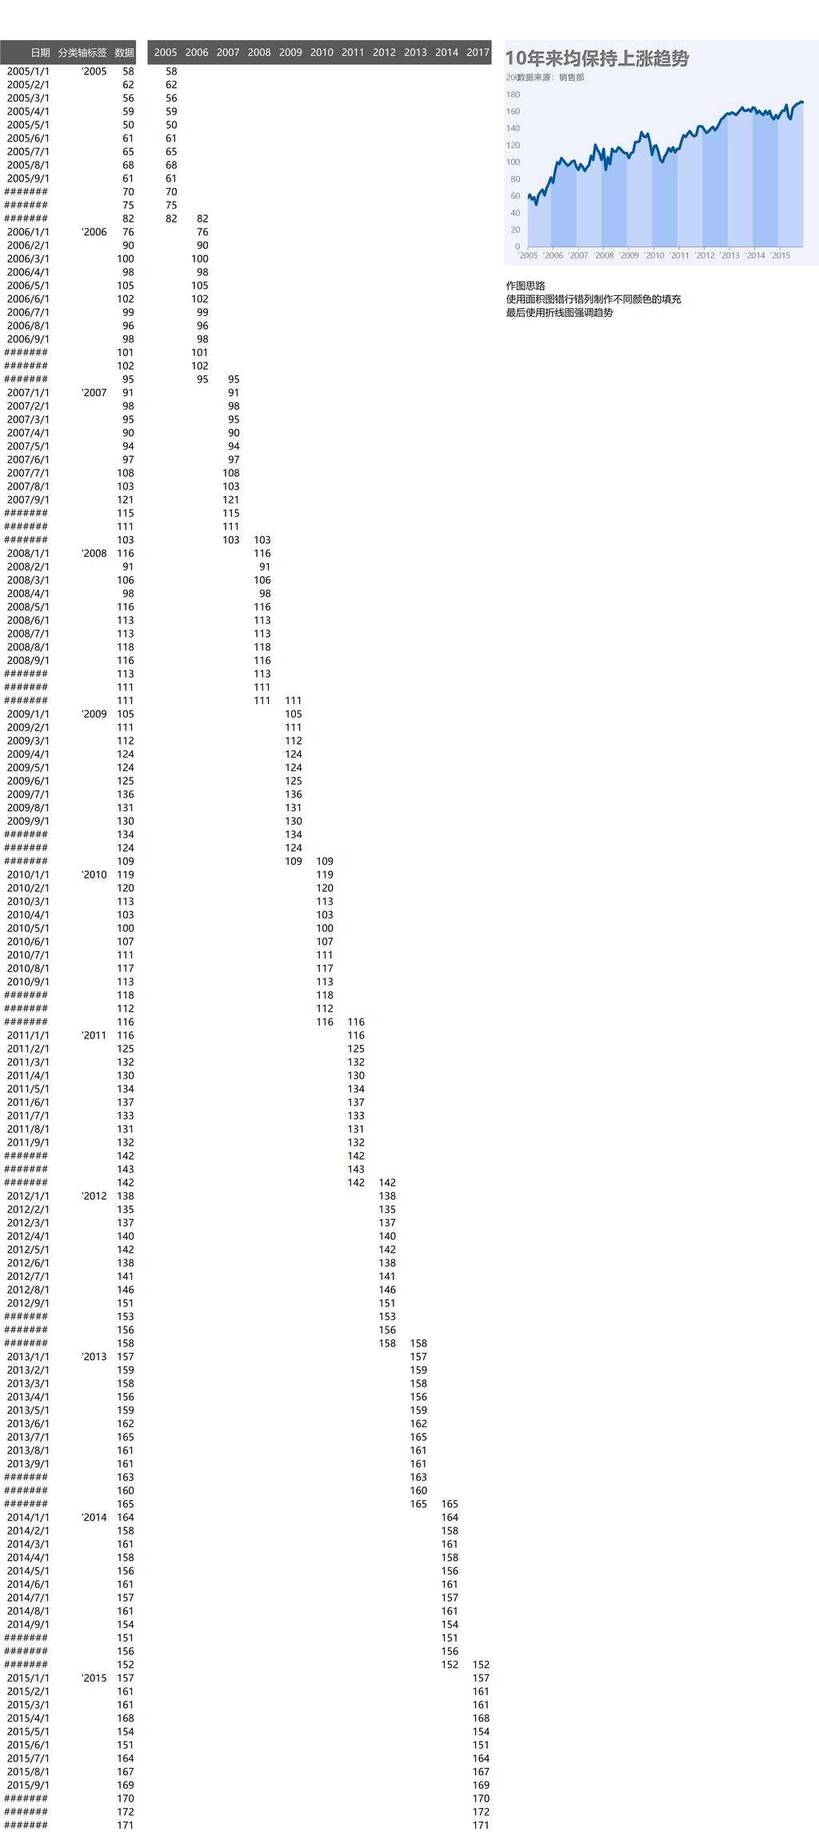 日期 分类轴标签 数据 2005 2006 2007 2008 2009 2010 2011 2012 2013 2014 2017
2005/1/1 '2005 58 58
2005/2/1 62 62
2005/3/1 56 56
2005/4/1 59 59
2005/5/1 50 50
2005/6/1 61 61
2005/7/1 65 65
2005/8/1 68 68
2005/9/1 61 61
####### 70 70
####### 75 75
####### 82 82 82
2006/1/1 '2006 76 76
2006/2/1 90 90
2006/3/1 100 100
2006/4/1 98 98
2006/5/1 105 105
2006/6/1 102 102
2006/7/1 99 99
2006/8/1 96 96
2006/9/1 98 98
####### 101 101
####### 102 102
####### 95 95 95
2007/1/1 '2007 91 91
2007/2/1 98 98
2007/3/1 95 95
2007/4/1 90 90
2007/5/1 94 94
2007/6/1 97 97
2007/7/1 108 108
2007/8/1 103 103
2007/9/1 121 121
####### 115 115
####### 111 111
####### 103 103 103
2008/1/1 '2008 116 116
2008/2/1 91 91
2008/3/1 106 106
2008/4/1 98 98
2008/5/1 116 116
2008/6/1 113 113
2008/7/1 113 113
2008/8/1 118 118
2008/9/1 116 116
####### 113 113
####### 111 111
####### 111 111 111
2009/1/1 '2009 105 105
2009/2/1 111 111
2009/3/1 112 112
2009/4/1 124 124
2009/5/1 124 124
2009/6/1 125 125
2009/7/1 136 136
2009/8/1 131 131
2009/9/1 130 130
####### 134 134
####### 124 124
####### 109 109 109
2010/1/1 '2010 119 119
2010/2/1 120 120
2010/3/1 113 113
2010/4/1 103 103
2010/5/1 100 100
2010/6/1 107 107
2010/7/1 111 111
2010/8/1 117 117
2010/9/1 113 113
####### 118 118
####### 112 112
####### 116 116 116
2011/1/1 '2011 116 116
2011/2/1 125 125
2011/3/1 132 132
2011/4/1 130 130
2011/5/1 134 134
2011/6/1 137 137
2011/7/1 133 133
2011/8/1 131 131
2011/9/1 132 132
####### 142 142
####### 143 143
####### 142 142 142
2012/1/1 '2012 138 138
2012/2/1 135 135
2012/3/1 137 137
2012/4/1 140 140
2012/5/1 142 142
2012/6/1 138 138
2012/7/1 141 141
2012/8/1 146 146
2012/9/1 151 151
####### 153 153
####### 156 156
####### 158 158 158
2013/1/1 '2013 157 157
2013/2/1 159 159
2013/3/1 158 158
2013/4/1 156 156
2013/5/1 159 159
2013/6/1 162 162
2013/7/1 165 165
2013/8/1 161 161
2013/9/1 161 161
####### 163 163
####### 160 160
####### 165 165 165
2014/1/1 '2014 164 164
2014/2/1 158 158
2014/3/1 161 161
2014/4/1 158 158
2014/5/1 156 156
2014/6/1 161 161
2014/7/1 157 157
2014/8/1 161 161
2014/9/1 154 154
####### 151 151
####### 156 156
####### 152 152 152
2015/1/1 '2015 157 157
2015/2/1 161 161
2015/3/1 161 161
2015/4/1 168 168
2015/5/1 154 154
2015/6/1 151 151
2015/7/1 164 164
2015/8/1 167 167
2015/9/1 169 169
####### 170 170
####### 172 172
####### 171 171
10年来均保持上涨趋势
200
数据来源：销售部
180
160
140
120
100
80
60
40
20
0
'2005 '2006 '2007 '2008 '2009 '2010 '2011 '2012 '2013 '2014 '2015
作图思路
使用面积图错行错列制作不同颜色的填充
最后使用折线图强调趋势